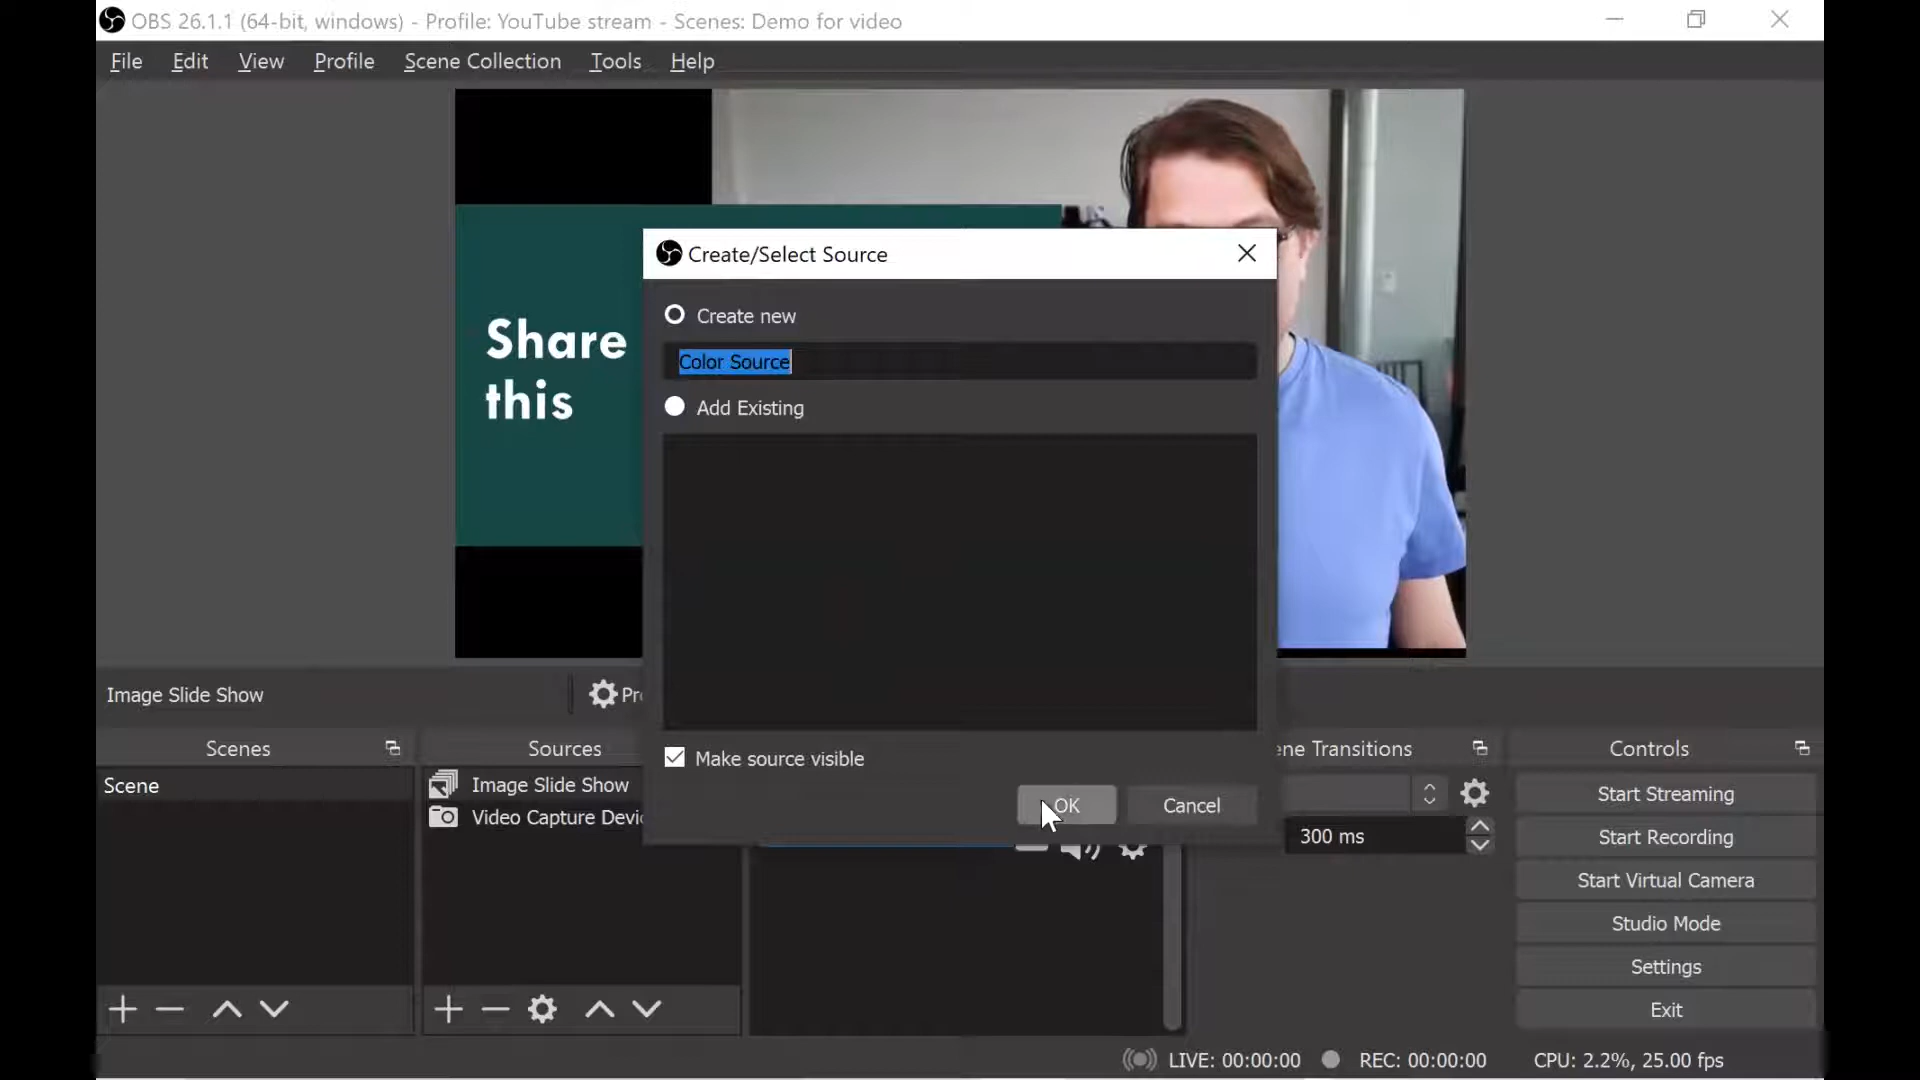 OBS 26.1.1 (64-bit, windows) - Profile: YouTube stream - Scenes: Demo for video
File Edit View Profile Scene Collection Tools Help
Share
this
Create/Select Source
Create new
Color Source
Add Existing
Make source visible
OK Cancel
Image Slide Show
Scenes Sources Transitions Controls
Scene
Image Slide Show
Video Capture
300 ms
Start Streaming
Start Recording
Start Virtual Camera
Studio Mode
Settings
Exit
LIVE: 00:00:00 REC: 00:00:00 CPU: 2.2%, 25.00 fps